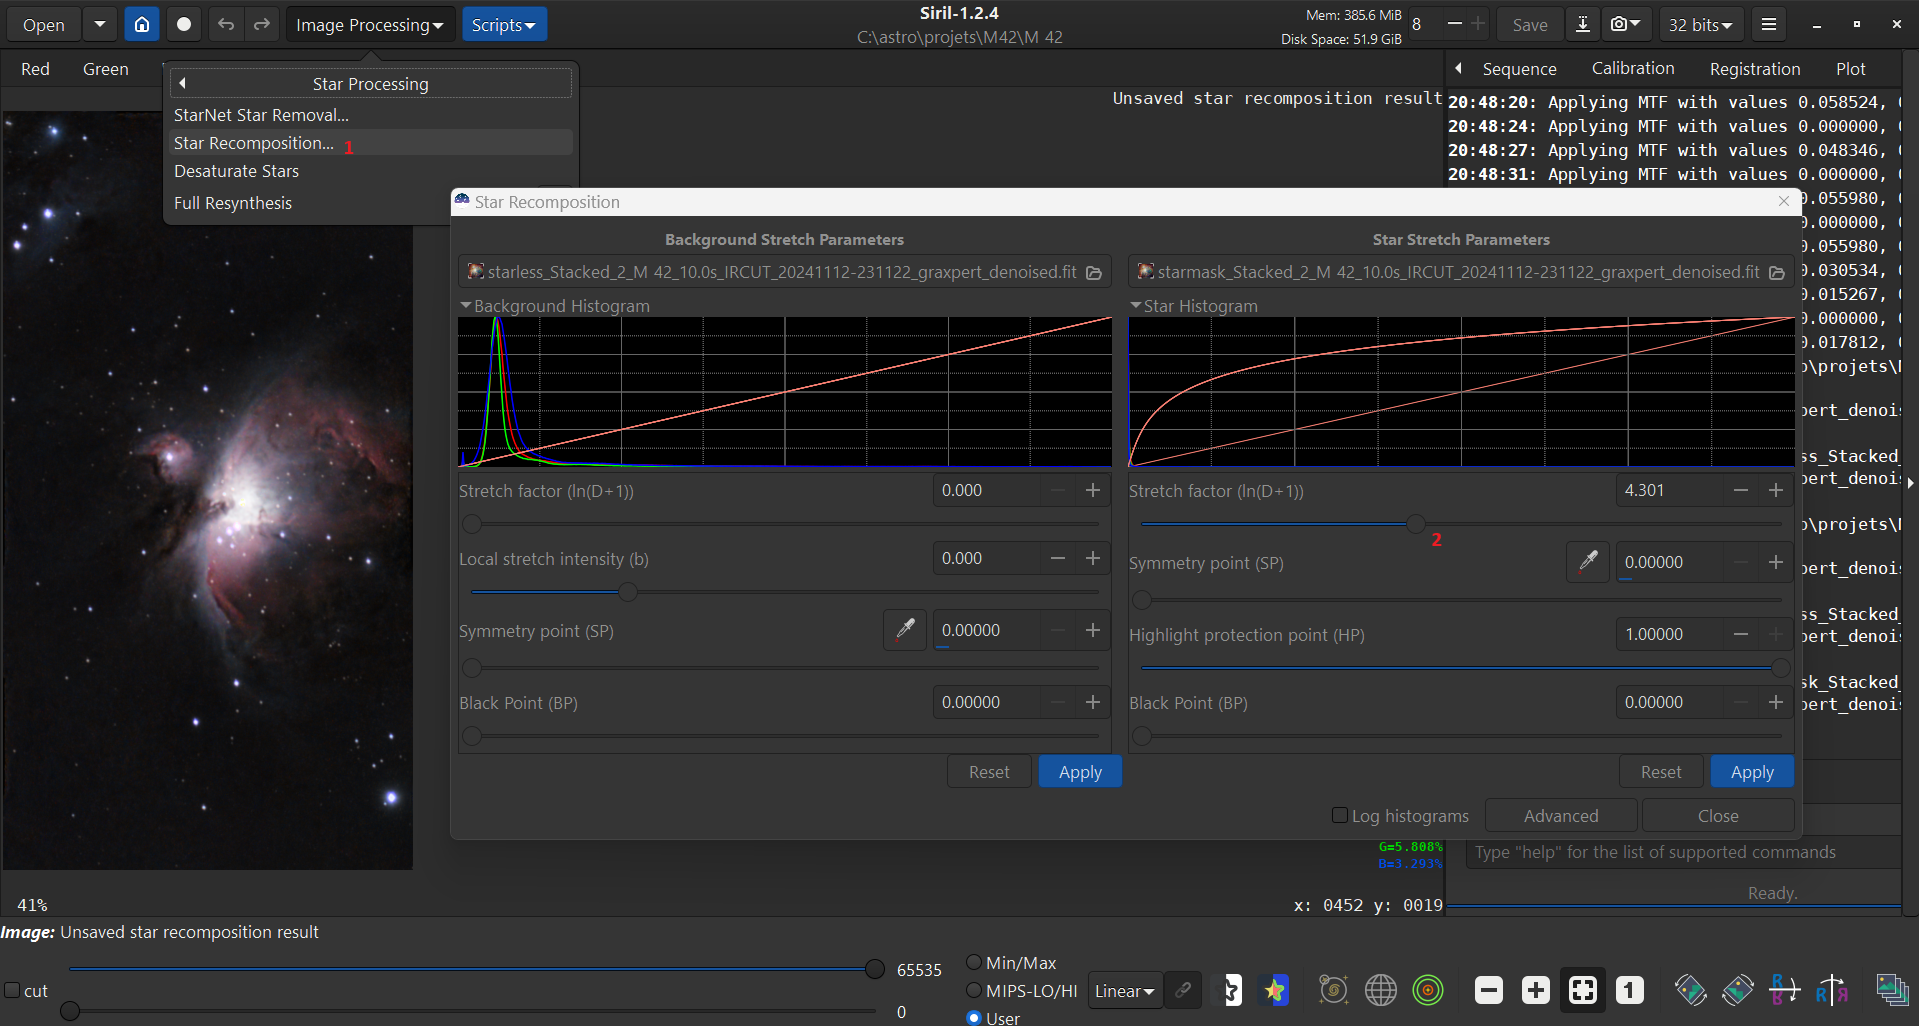 Open
Image Processing
Scripts
Siril-1.2.4
C:\astro\projets\M42\M 42
Mem: 385.6 MiB
Disk Space: 51.9 GiB
8
Save
32 bits
Red
Green
Star Processing
StarNet Star Removal...
Star Recomposition... 1
Desaturate Stars
Full Resynthesis
Unsaved star recomposition result
Sequence
Calibration
Registration
Plot
20:48:20: Applying MTF with values 0.058524,
20:48:24: Applying MTF with values 0.000000,
20:48:27: Applying MTF with values 0.048346,
20:48:31: Applying MTF with values 0.000000,
.055980,
.000000,
.055980,
.030534,
.015267,
.000000,
.017812,
\projets\
ert_denois
ss_Stacked_
pert_denois
\projets\
pert_denois
ss_Stacked_
pert_denois
sk_Stacked_
pert_denois
Star Recomposition
Background Stretch Parameters
starless_Stacked_2_M 42_10.0s_IRCUT_20241112-231122_graxpert_denoised.fit
Background Histogram
Stretch factor (ln(D+1))
0.000
Local stretch intensity (b)
0.000
Symmetry point (SP)
0.00000
Black Point (BP)
0.00000
Reset
Apply
Star Stretch Parameters
starmask_Stacked_2_M 42_10.0s_IRCUT_20241112-231122_graxpert_denoised.fit
Star Histogram
Stretch factor (ln(D+1))
4.301
2
Symmetry point (SP)
0.00000
Highlight protection point (HP)
1.00000
Black Point (BP)
0.00000
Reset
Apply
Log histograms
Advanced
Close
G=5.808%
B=3.293%
Type "help" for the list of supported commands
Ready.
41%
x: 0452 y: 0019
Image: Unsaved star recomposition result
65535
cut
0
Min/Max
MIPS-LO/HI
User
Linear
1